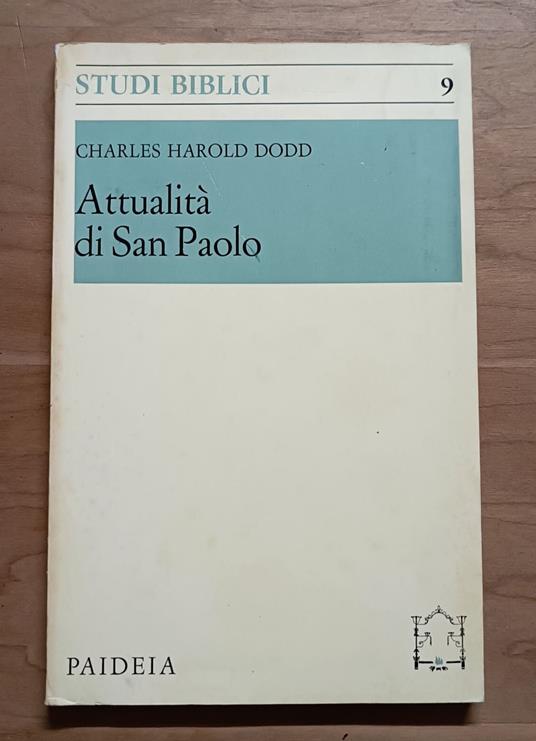 STUDI BIBLICI 9
CHARLES HAROLD DODD
Attualità
di San Paolo
PAIDEIA